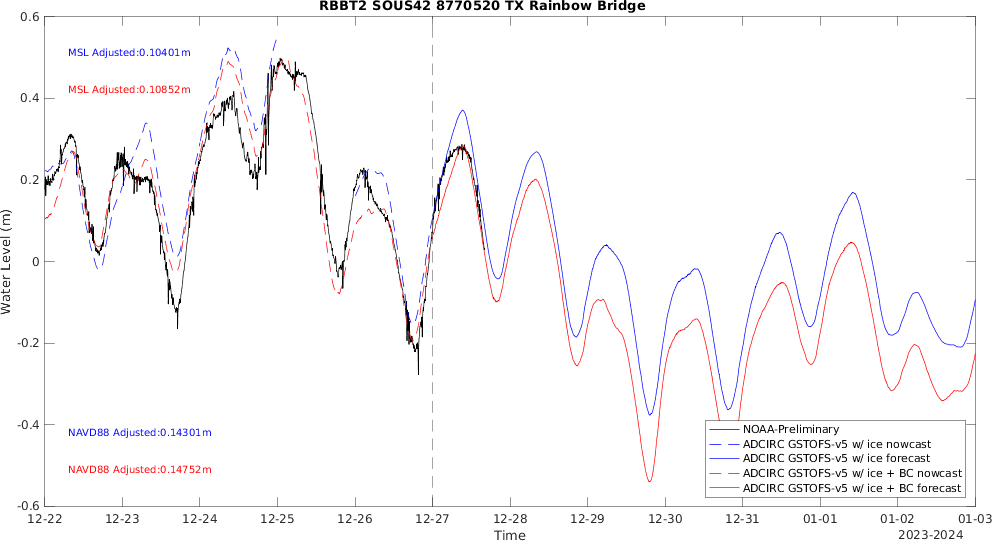 RBBT2 SOUS42 8770520 TX Rainbow Bridge
0.6
MSL Adjusted:0.10401m
MSL Adjusted:0.10852m
0.4
0.2
Water Level (m)
0
-0.2
-0.4
NAVD88 Adjusted:0.14301m
NAVD88 Adjusted:0.14752m
-0.6
NOAA-Preliminary
ADCIRC GSTOFS-v5 w/ ice nowcast
ADCIRC GSTOFS-v5 w/ ice forecast
ADCIRC GSTOFS-v5 w/ ice + BC nowcast
ADCIRC GSTOFS-v5 w/ ice + BC forecast
12-22 12-23 12-24 12-25 12-26 12-27 12-28 12-29 12-30 12-31 01-01 01-02 01-03
Time
2023-2024